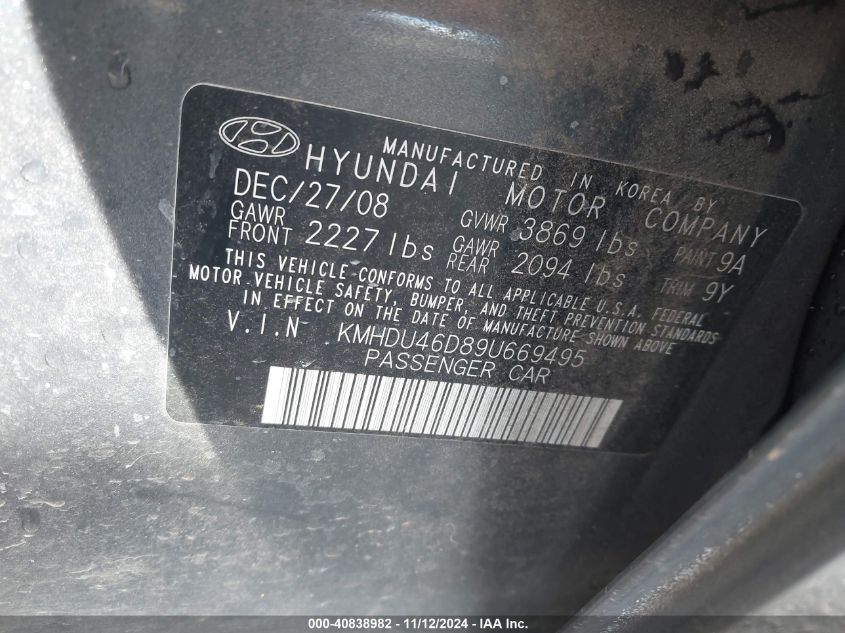 MANUFACTURED IN KOREA BY
HYUNDAI MOTOR COMPANY
DEC/27/08 GVWR 3869 lbs PAINT 9A
GAWR FRONT 2227 lbs GAWR REAR 2094 lbs TRIM 9Y
THIS VEHICLE CONFORMS TO ALL APPLICABLE U.S.A. FEDERAL
MOTOR VEHICLE SAFETY, BUMPER, AND THEFT PREVENTION STANDARDS
IN EFFECT ON THE DATE OF MANUFACTURE SHOWN ABOVE
V.I.N KMHDU46D89U669495
PASSENGER CAR
000-40838982 - 11/12/2024 - IAA Inc.